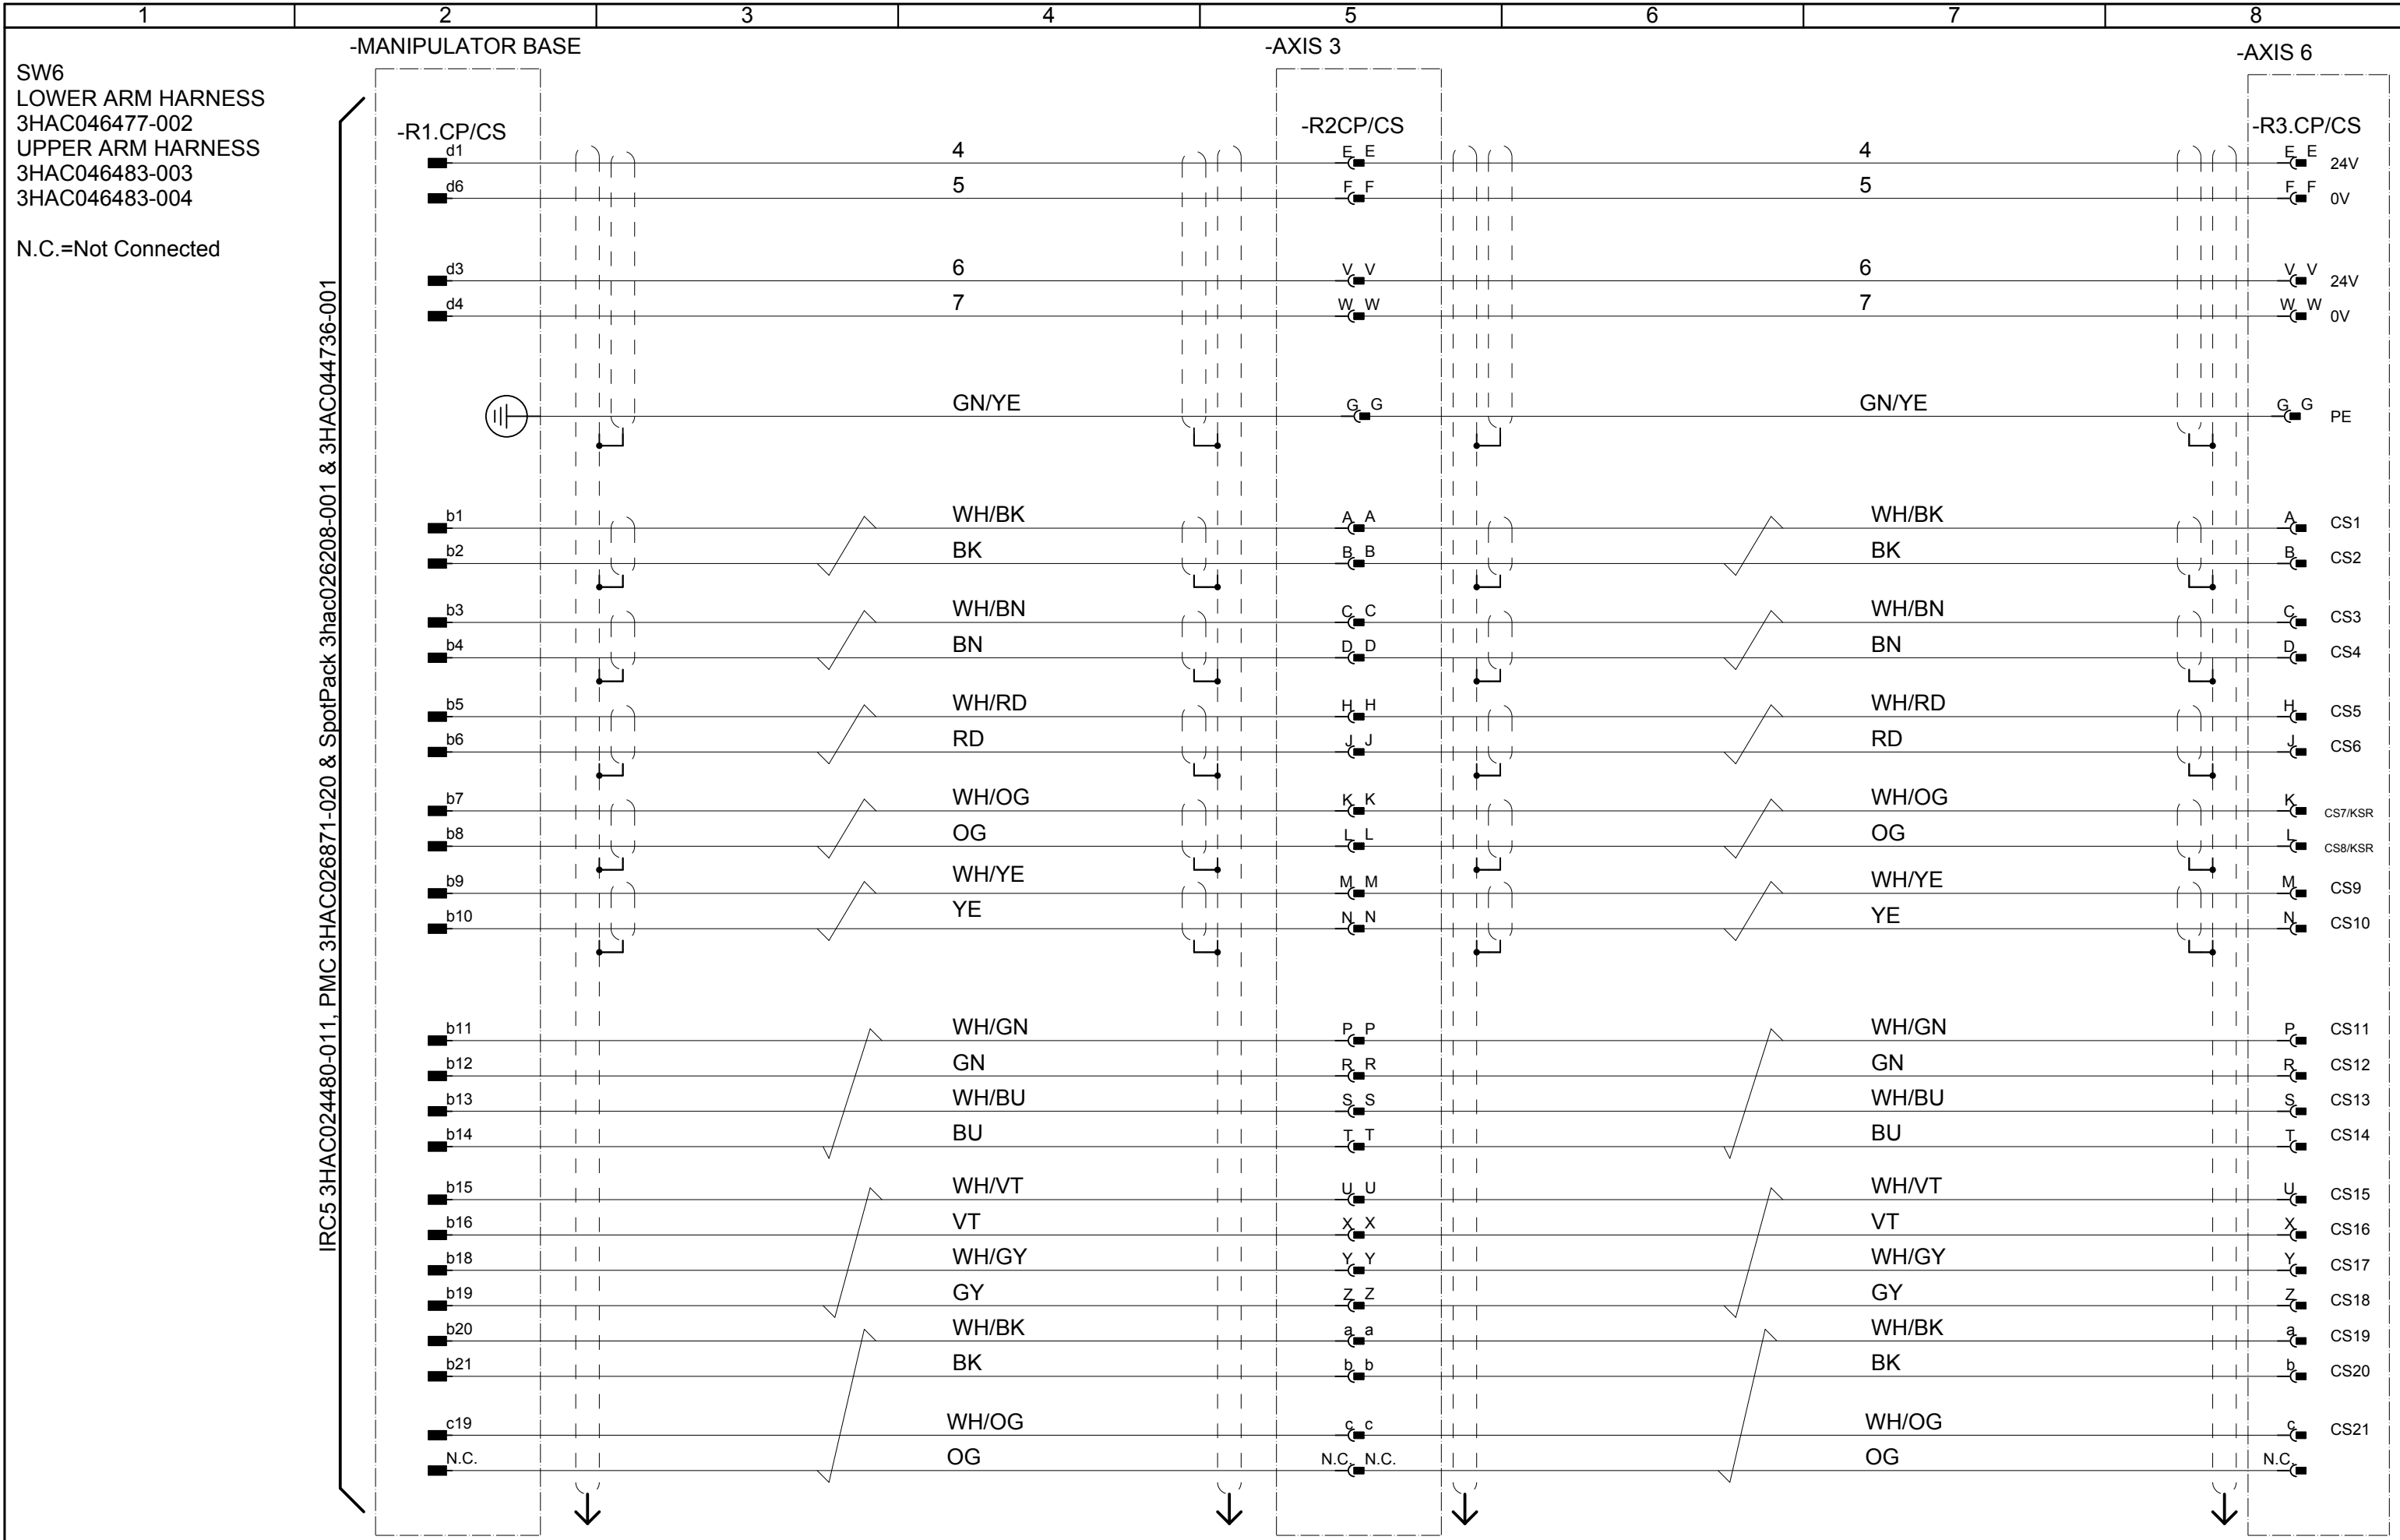 1 2 3 4 5 6 7 8
-MANIPULATOR BASE -AXIS 3 -AXIS 6
SW6
LOWER ARM HARNESS
3HAC046477-002
UPPER ARM HARNESS
3HAC046483-003
3HAC046483-004
N.C.=Not Connected
IRC5 3HAC024480-011, PMC 3HAC026871-020 & SpotPack 3hac026208-001 & 3HAC044736-001
-R1.CP/CS -R2CP/CS -R3.CP/CS
d1 4 E E 4 E E 24V
d6 5 F F 5 F F 0V
d3 6 V V 6 V V 24V
d4 7 W W 7 W W 0V
GN/YE G G GN/YE G G PE
b1 WH/BK A A WH/BK A CS1
b2 BK B B BK B CS2
b3 WH/BN C C WH/BN C CS3
b4 BN D D BN D CS4
b5 WH/RD H H WH/RD H CS5
b6 RD J J RD J CS6
b7 WH/OG K K WH/OG K CS7/KSR
b8 OG L L OG L CS8/KSR
b9 WH/YE M M WH/YE M CS9
b10 YE N N YE N CS10
b11 WH/GN P P WH/GN P CS11
b12 GN R R GN R CS12
b13 WH/BU S S WH/BU S CS13
b14 BU T T BU T CS14
b15 WH/VT U U WH/VT U CS15
b16 VT X X VT X CS16
b18 WH/GY Y Y WH/GY Y CS17
b19 GY Z Z GY Z CS18
b20 WH/BK a a WH/BK a CS19
b21 BK b b BK b CS20
c19 WH/OG c c WH/OG c CS21
N.C. OG N.C. N.C. OG N.C.